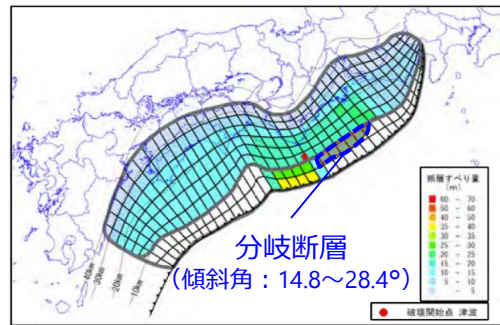 断層すべり量
(m)
60 - 70
50 - 60
40 - 50
35 - 40
30 - 35
25 - 30
20 - 25
15 - 20
10 - 15
5 - 10
- 5
● 破壊開始点 津波
分岐断層
（傾斜角：14.8～28.4°）
40km
30km
20km
10km